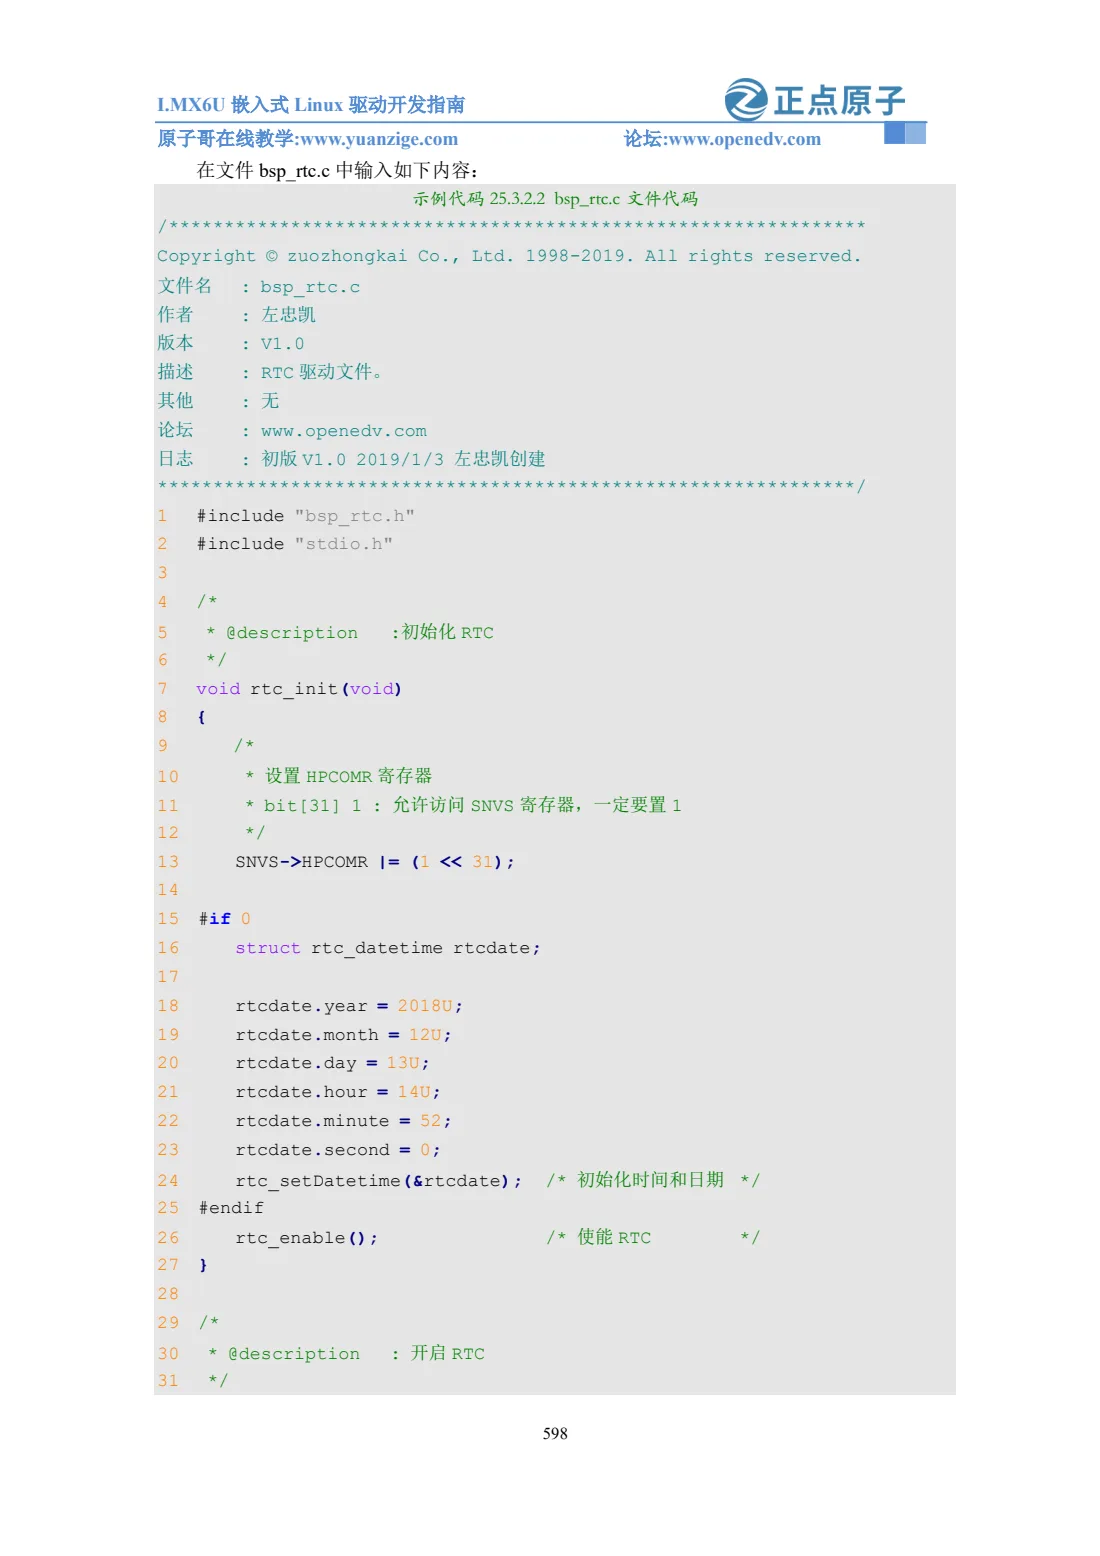 I.MX6U 嵌入式 Linux 驱动开发指南
正点原子
原子哥在线教学:www.yuanzige.com 论坛:www.openedv.com
在文件 bsp_rtc.c 中输入如下内容：
示例代码 25.3.2.2 bsp_rtc.c 文件代码
/***************************************************************
Copyright © zuozhongkai Co., Ltd. 1998-2019. All rights reserved.
文件名 : bsp_rtc.c
作者 : 左忠凯
版本 : V1.0
描述 : RTC 驱动文件。
其他 : 无
论坛 : www.openedv.com
日志 : 初版 V1.0 2019/1/3 左忠凯创建
***************************************************************/
1 #include "bsp_rtc.h"
2 #include "stdio.h"
3
4 /*
5 * @description :初始化 RTC
6 */
7 void rtc_init(void)
8 {
9 /*
10 * 设置 HPCOMR 寄存器
11 * bit[31] 1 : 允许访问 SNVS 寄存器，一定要置 1
12 */
13 SNVS->HPCOMR |= (1 << 31);
14
15 #if 0
16 struct rtc_datetime rtcdate;
17
18 rtcdate.year = 2018U;
19 rtcdate.month = 12U;
20 rtcdate.day = 13U;
21 rtcdate.hour = 14U;
22 rtcdate.minute = 52;
23 rtcdate.second = 0;
24 rtc_setDatetime(&rtcdate); /* 初始化时间和日期 */
25 #endif
26 rtc_enable(); /* 使能 RTC */
27 }
28
29 /*
30 * @description : 开启 RTC
31 */
598